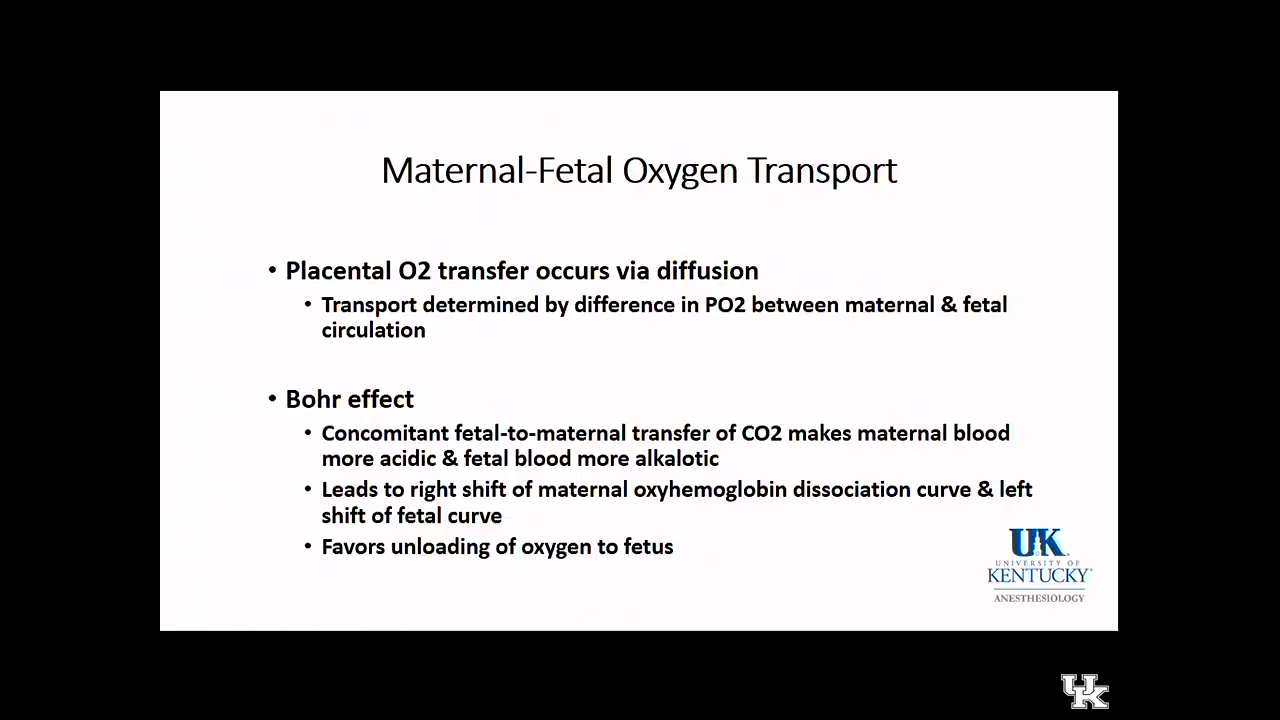 Maternal-Fetal Oxygen Transport
• Placental O2 transfer occurs via diffusion
• Transport determined by difference in PO2 between maternal & fetal
circulation
• Bohr effect
• Concomitant fetal-to-maternal transfer of CO2 makes maternal blood
more acidic & fetal blood more alkalotic
• Leads to right shift of maternal oxyhemoglobin dissociation curve & left
shift of fetal curve
• Favors unloading of oxygen to fetus
UK
UNIVERSITY OF
KENTUCKY®
ANESTHESIOLOGY
UK